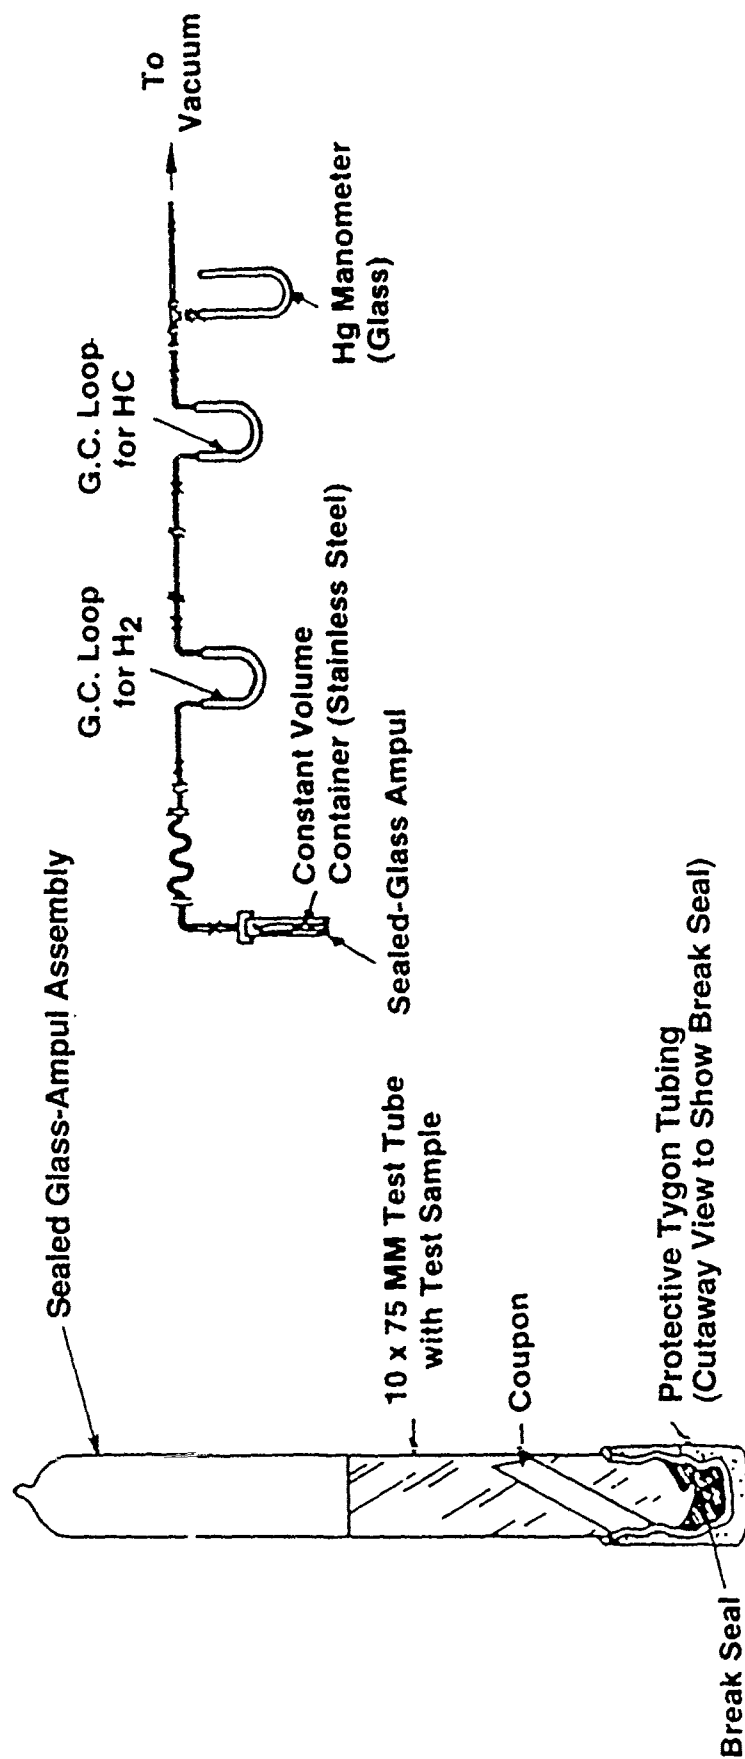 Sealed Glass-Ampul Assembly
10 x 75 MM Test Tube
with Test Sample
Coupon
Protective Tygon Tubing
(Cutaway View to Show Break Seal)
Break Seal
G.C. Loop
for H2
G.C. Loop
for HC
To
Vacuum
Hg Manometer
(Glass)
Constant Volume
Container (Stainless Steel)
Sealed-Glass Ampul